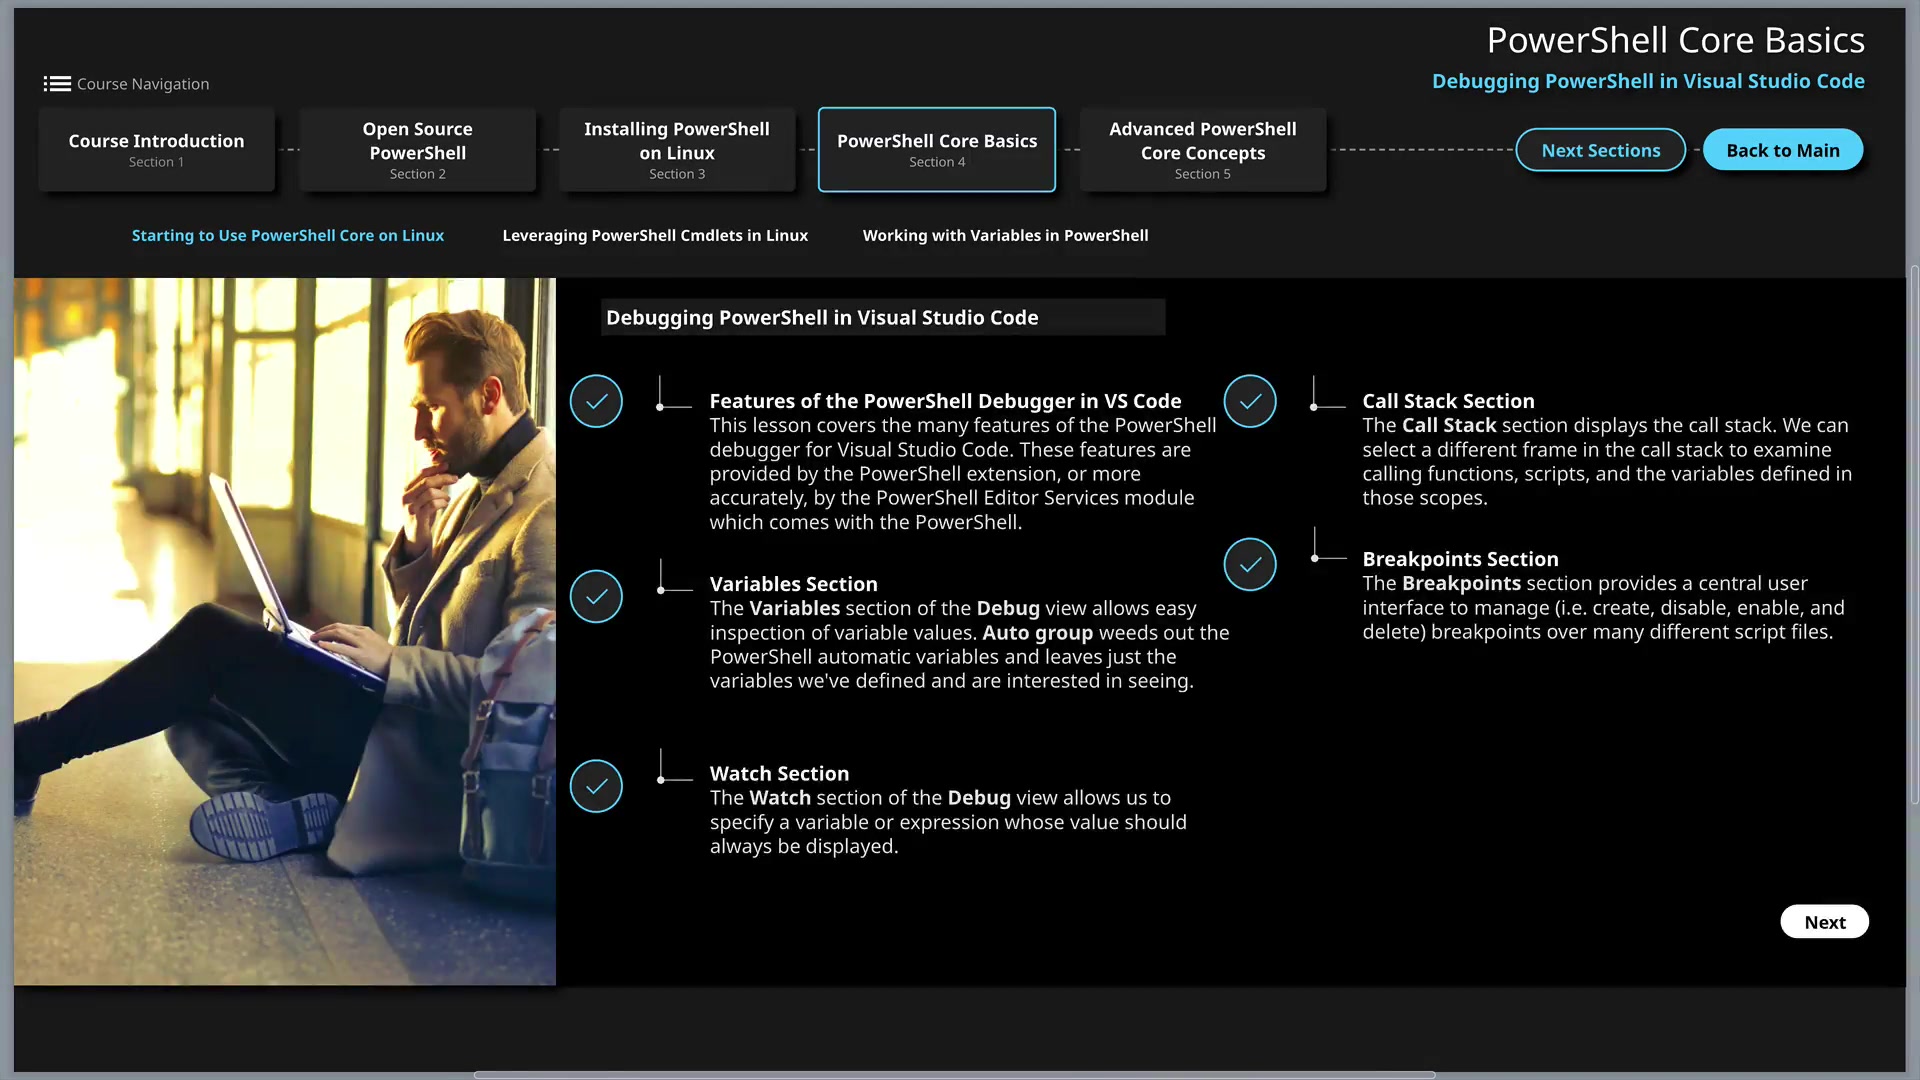 PowerShell Core Basics
Debugging PowerShell in Visual Studio Code
Course Navigation
Course Introduction
Section 1
Open Source
PowerShell
Section 2
Installing PowerShell
on Linux
Section 3
PowerShell Core Basics
Section 4
Advanced PowerShell
Core Concepts
Section 5
Next Sections
Back to Main
Starting to Use PowerShell Core on Linux
Leveraging PowerShell Cmdlets in Linux
Working with Variables in PowerShell
Debugging PowerShell in Visual Studio Code
Features of the PowerShell Debugger in VS Code
This lesson covers the many features of the PowerShell
debugger for Visual Studio Code. These features are
provided by the PowerShell extension, or more
accurately, by the PowerShell Editor Services module
which comes with the PowerShell.
Variables Section
The Variables section of the Debug view allows easy
inspection of variable values. Auto group weeds out the
PowerShell automatic variables and leaves just the
variables we've defined and are interested in seeing.
Watch Section
The Watch section of the Debug view allows us to
specify a variable or expression whose value should
always be displayed.
Call Stack Section
The Call Stack section displays the call stack. We can
select a different frame in the call stack to examine
calling functions, scripts, and the variables defined in
those scopes.
Breakpoints Section
The Breakpoints section provides a central user
interface to manage (i.e. create, disable, enable, and
delete) breakpoints over many different script files.
Next